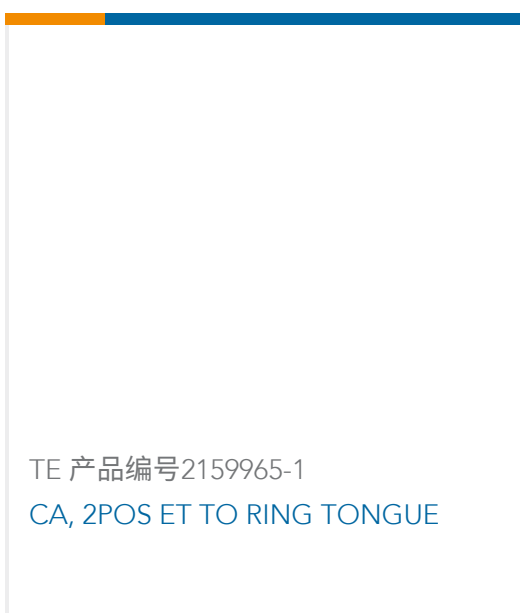 TE 产品编号2159965-1
CA, 2POS ET TO RING TONGUE